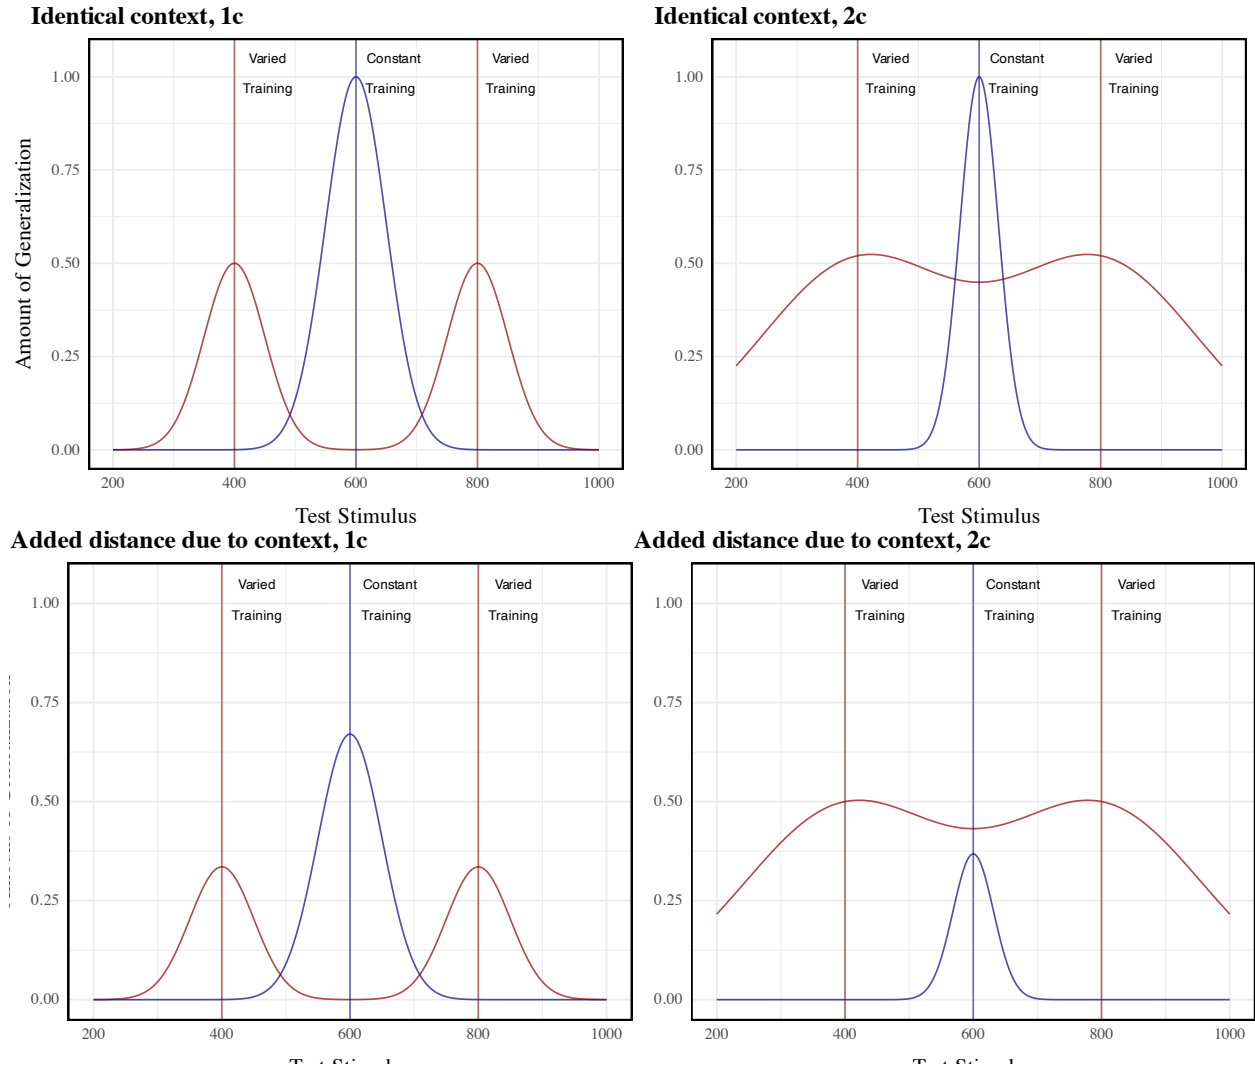 Identical context, 1c
Identical context, 2c
Amount of Generalization
Varied
Training
Constant
Training
Varied
Training
1.00
0.75
0.50
0.25
0.00
200 400 600 800 1000
Test Stimulus
Varied
Training
Constant
Training
Varied
Training
1.00
0.75
0.50
0.25
0.00
200 400 600 800 1000
Test Stimulus
Added distance due to context, 1c
Added distance due to context, 2c
Varied
Training
Constant
Training
Varied
Training
1.00
0.75
0.50
0.25
0.00
200 400 600 800 1000
Varied
Training
Constant
Training
Varied
Training
1.00
0.75
0.50
0.25
0.00
200 400 600 800 1000